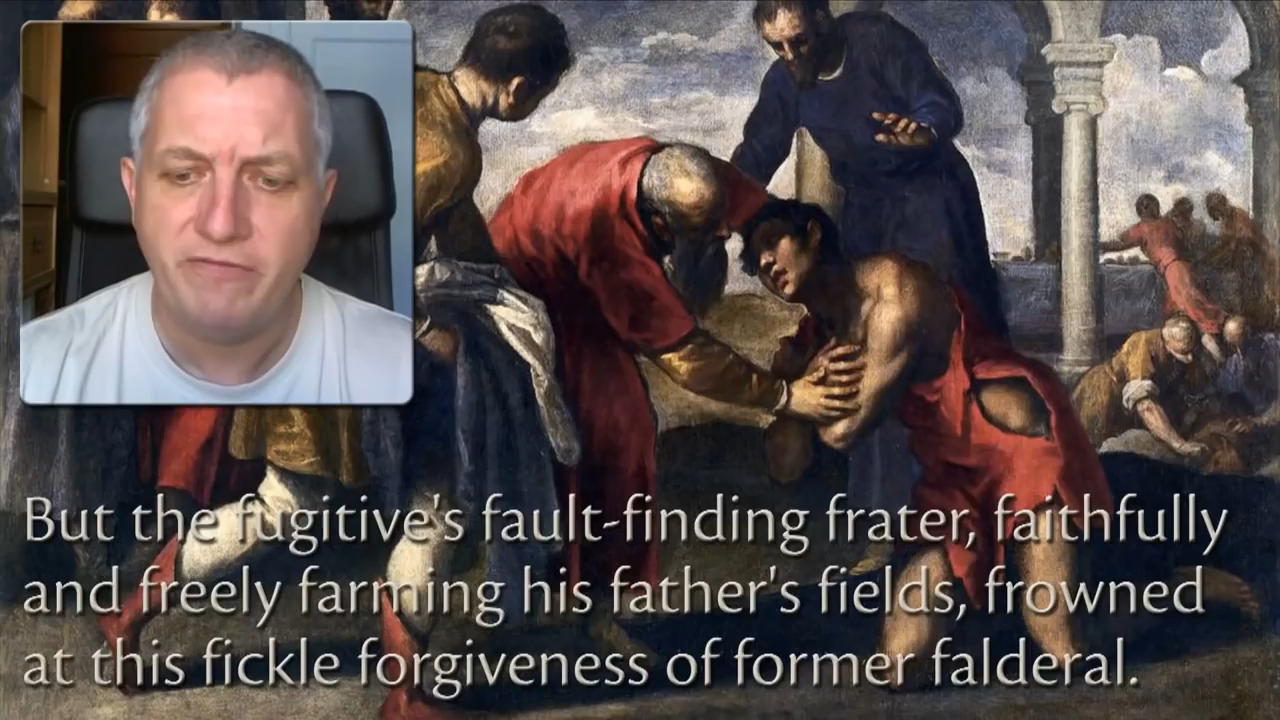 But the fugitive's fault-finding frater, faithfully
and freely farming his father's fields, frowned
at this fickle forgiveness of former falderal.